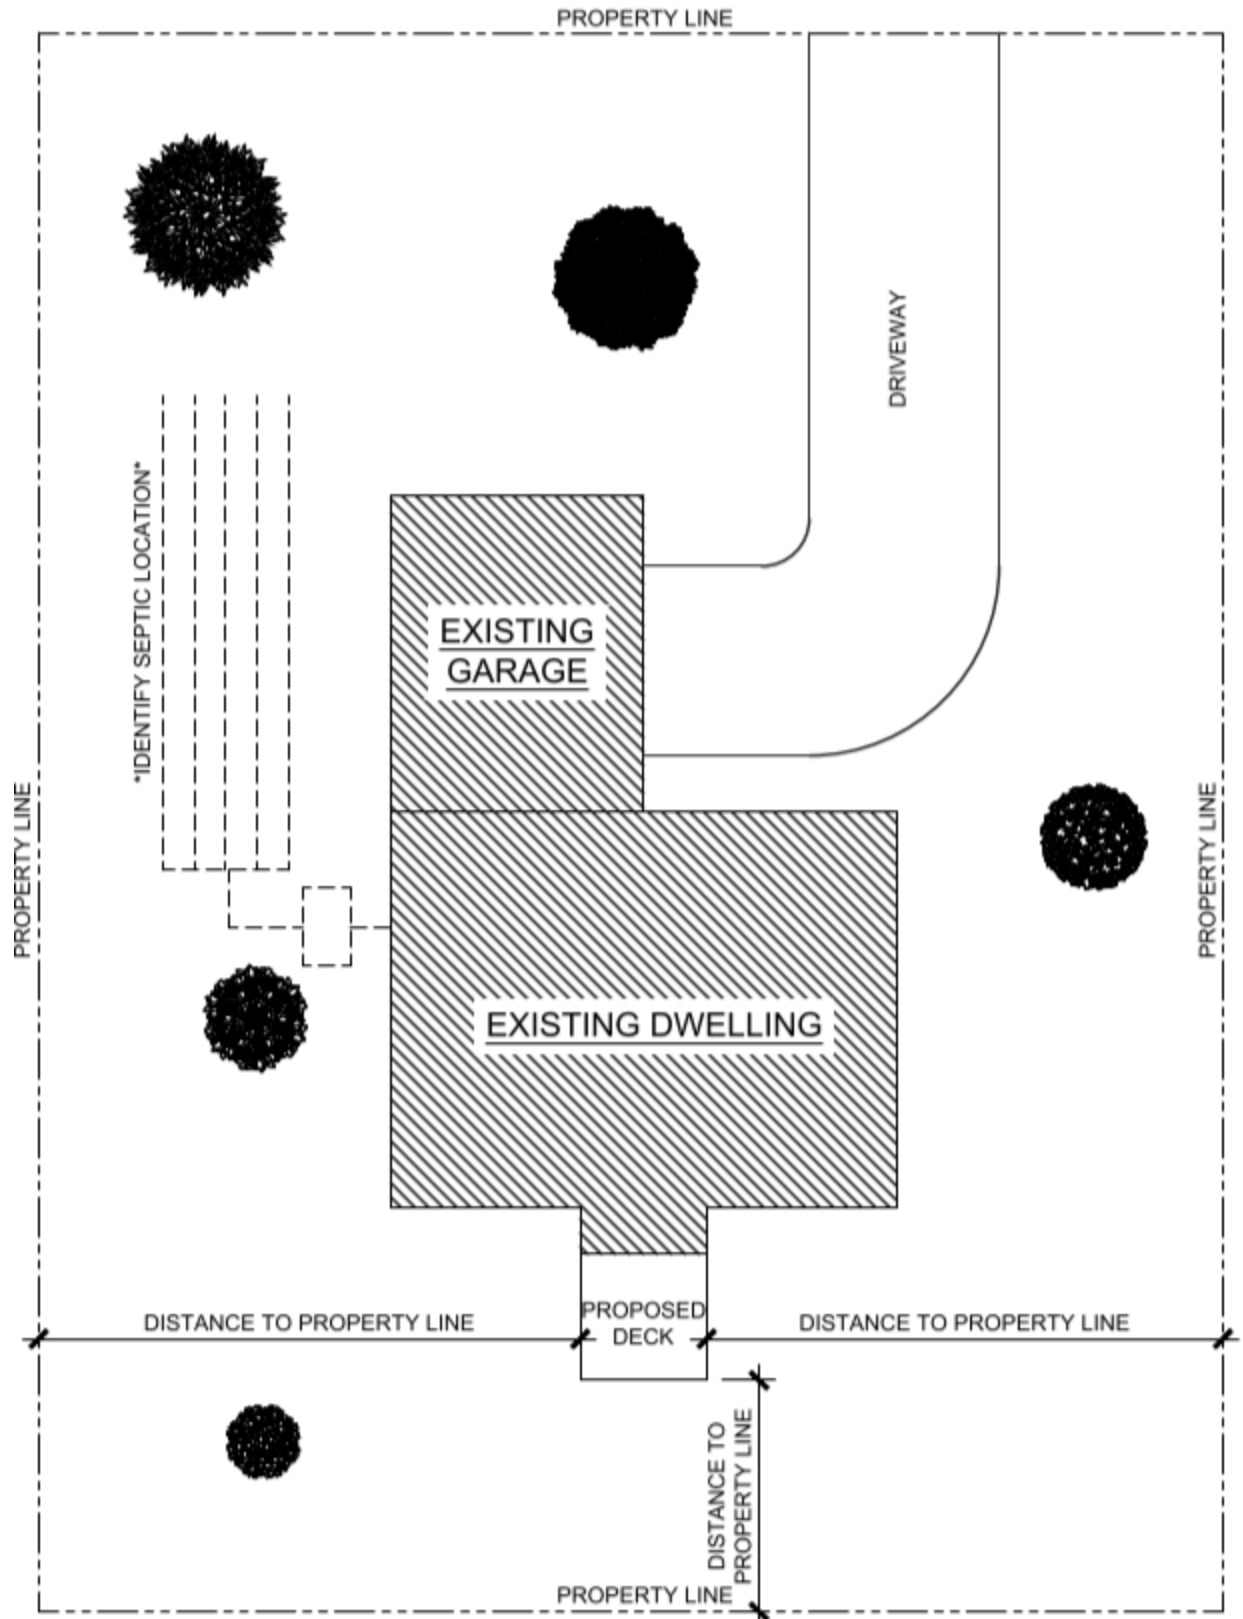 PROPERTY LINE
DRIVEWAY
*IDENTIFY SEPTIC LOCATION*
EXISTING
GARAGE
PROPERTY LINE
PROPERTY LINE
EXISTING DWELLING
DISTANCE TO PROPERTY LINE
PROPOSED
DECK
DISTANCE TO PROPERTY LINE
DISTANCE TO
PROPERTY LINE
PROPERTY LINE